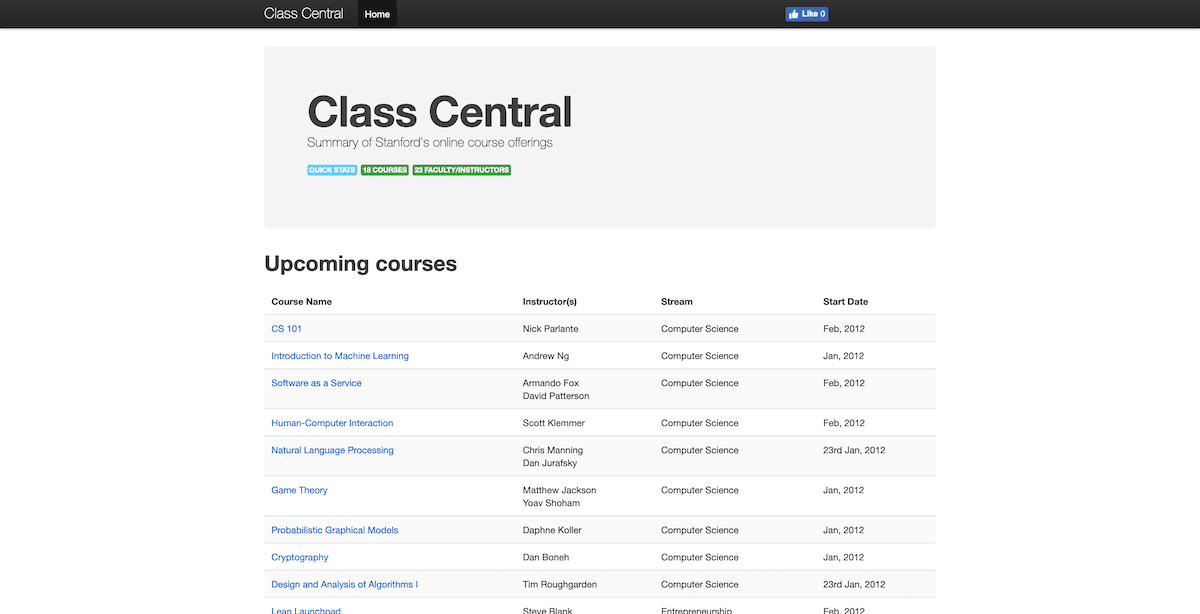 Class Central Home Like 0
Class Central
Summary of Stanford's online course offerings
QUICK STATS 18 COURSES 23 FACULTY/INSTRUCTORS
Upcoming courses
Course Name Instructor(s) Stream Start Date
CS 101 Nick Parlante Computer Science Feb, 2012
Introduction to Machine Learning Andrew Ng Computer Science Jan, 2012
Software as a Service Armando Fox Computer Science Feb, 2012
David Patterson
Human-Computer Interaction Scott Klemmer Computer Science Feb, 2012
Natural Language Processing Chris Manning Computer Science 23rd Jan, 2012
Dan Jurafsky
Game Theory Matthew Jackson Computer Science Jan, 2012
Yoav Shoham
Probabilistic Graphical Models Daphne Koller Computer Science Jan, 2012
Cryptography Dan Boneh Computer Science Jan, 2012
Design and Analysis of Algorithms I Tim Roughgarden Computer Science 23rd Jan, 2012
Lean Launchpad Steve Blank Entrepreneurship Feb, 2012